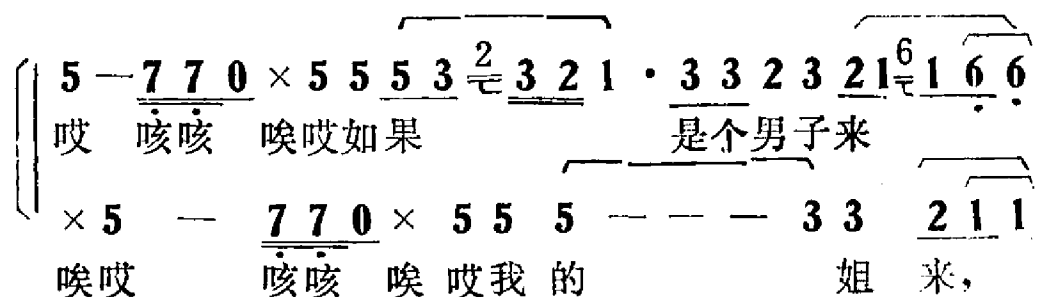 5 — 7 7 0 × 5 5 5 3 2 3 2 1 · 3 3 2 3 2 1 6 1 6 6
哎 咳咳 唉哎如果 是个男子来
× 5 — 7 7 0 × 5 5 5 — — — 3 3 2 1 1
唉哎 咳咳 唉 哎我的 姐 来，